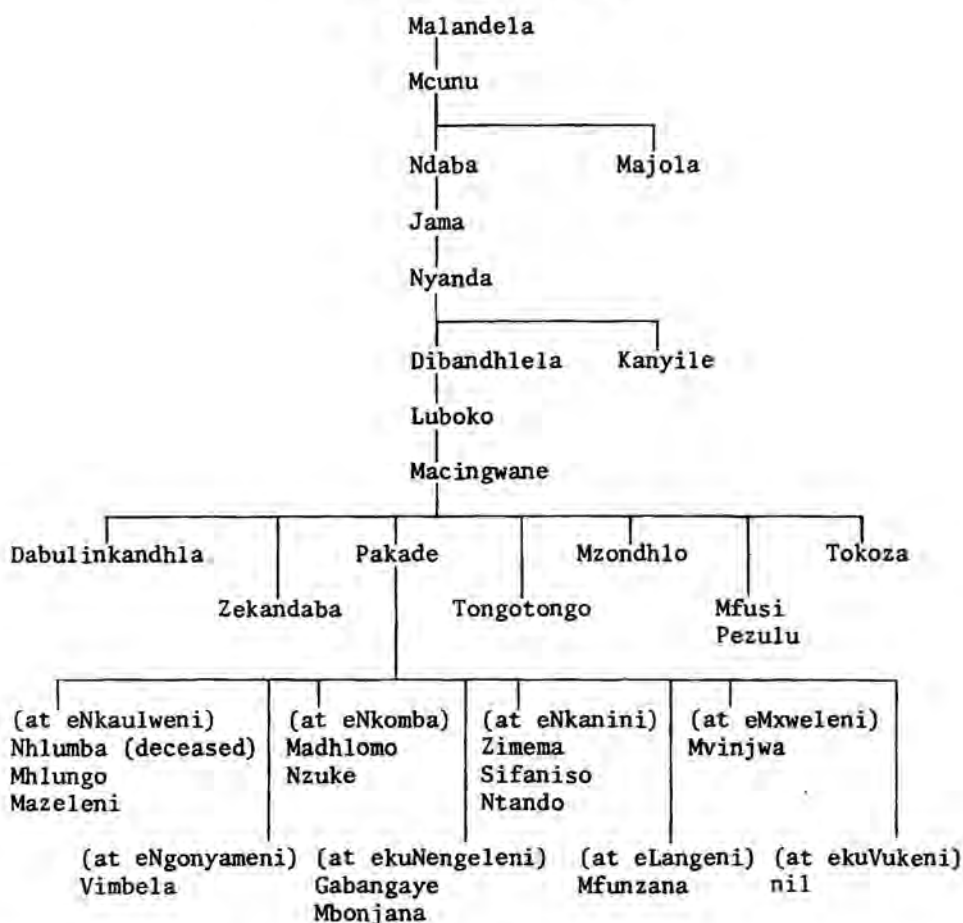 Malandela
Mcunu
Ndaba Majola
Jama
Nyanda
Dibandhlela Kanyile
Luboko
Macingwane
Dabulinkandhla Pakade Mzondhlo Tokoza
Zekandaba Tongotongo Mfusi
Pezulu
(at eNkaulweni) (at eNkomba) (at eNkanini) (at eMxweleni)
Nhlumba (deceased) Madhlomo Zimema Mvinjwa
Mhlungo Nzuke Sifaniso
Mazeleni Ntando
(at eNgonyameni) (at ekuNengeleni) (at eLangeni) (at ekuVukeni)
Vimbela Gabangaye Mfunzana nil
Mbonjana